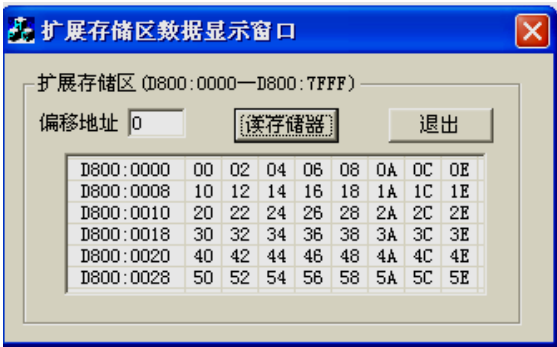 扩展存储区数据显示窗口
扩展存储区(D800:0000—D800:7FFF)
偏移地址 0 读存储器 退出
D800:0000 00 02 04 06 08 0A 0C 0E
D800:0008 10 12 14 16 18 1A 1C 1E
D800:0010 20 22 24 26 28 2A 2C 2E
D800:0018 30 32 34 36 38 3A 3C 3E
D800:0020 40 42 44 46 48 4A 4C 4E
D800:0028 50 52 54 56 58 5A 5C 5E